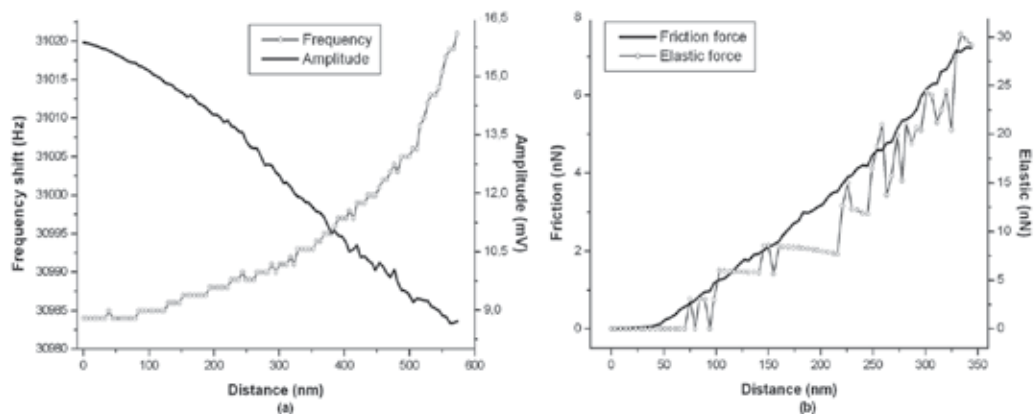 Frequency
Amplitude
Frequency shift (Hz)
31020
31015
31010
31005
31000
30995
30990
30985
30980
16,5
15,0
13,5
12,0
10,5
9,0
Amplitude (mV)
0 100 200 300 400 500 600
Distance (nm)
(a)
Friction force
Elastic force
Friction (nN)
8
6
4
2
0
30
25
20
15
10
5
0
Elastic (nN)
0 50 100 150 200 250 300 350
Distance (nm)
(b)